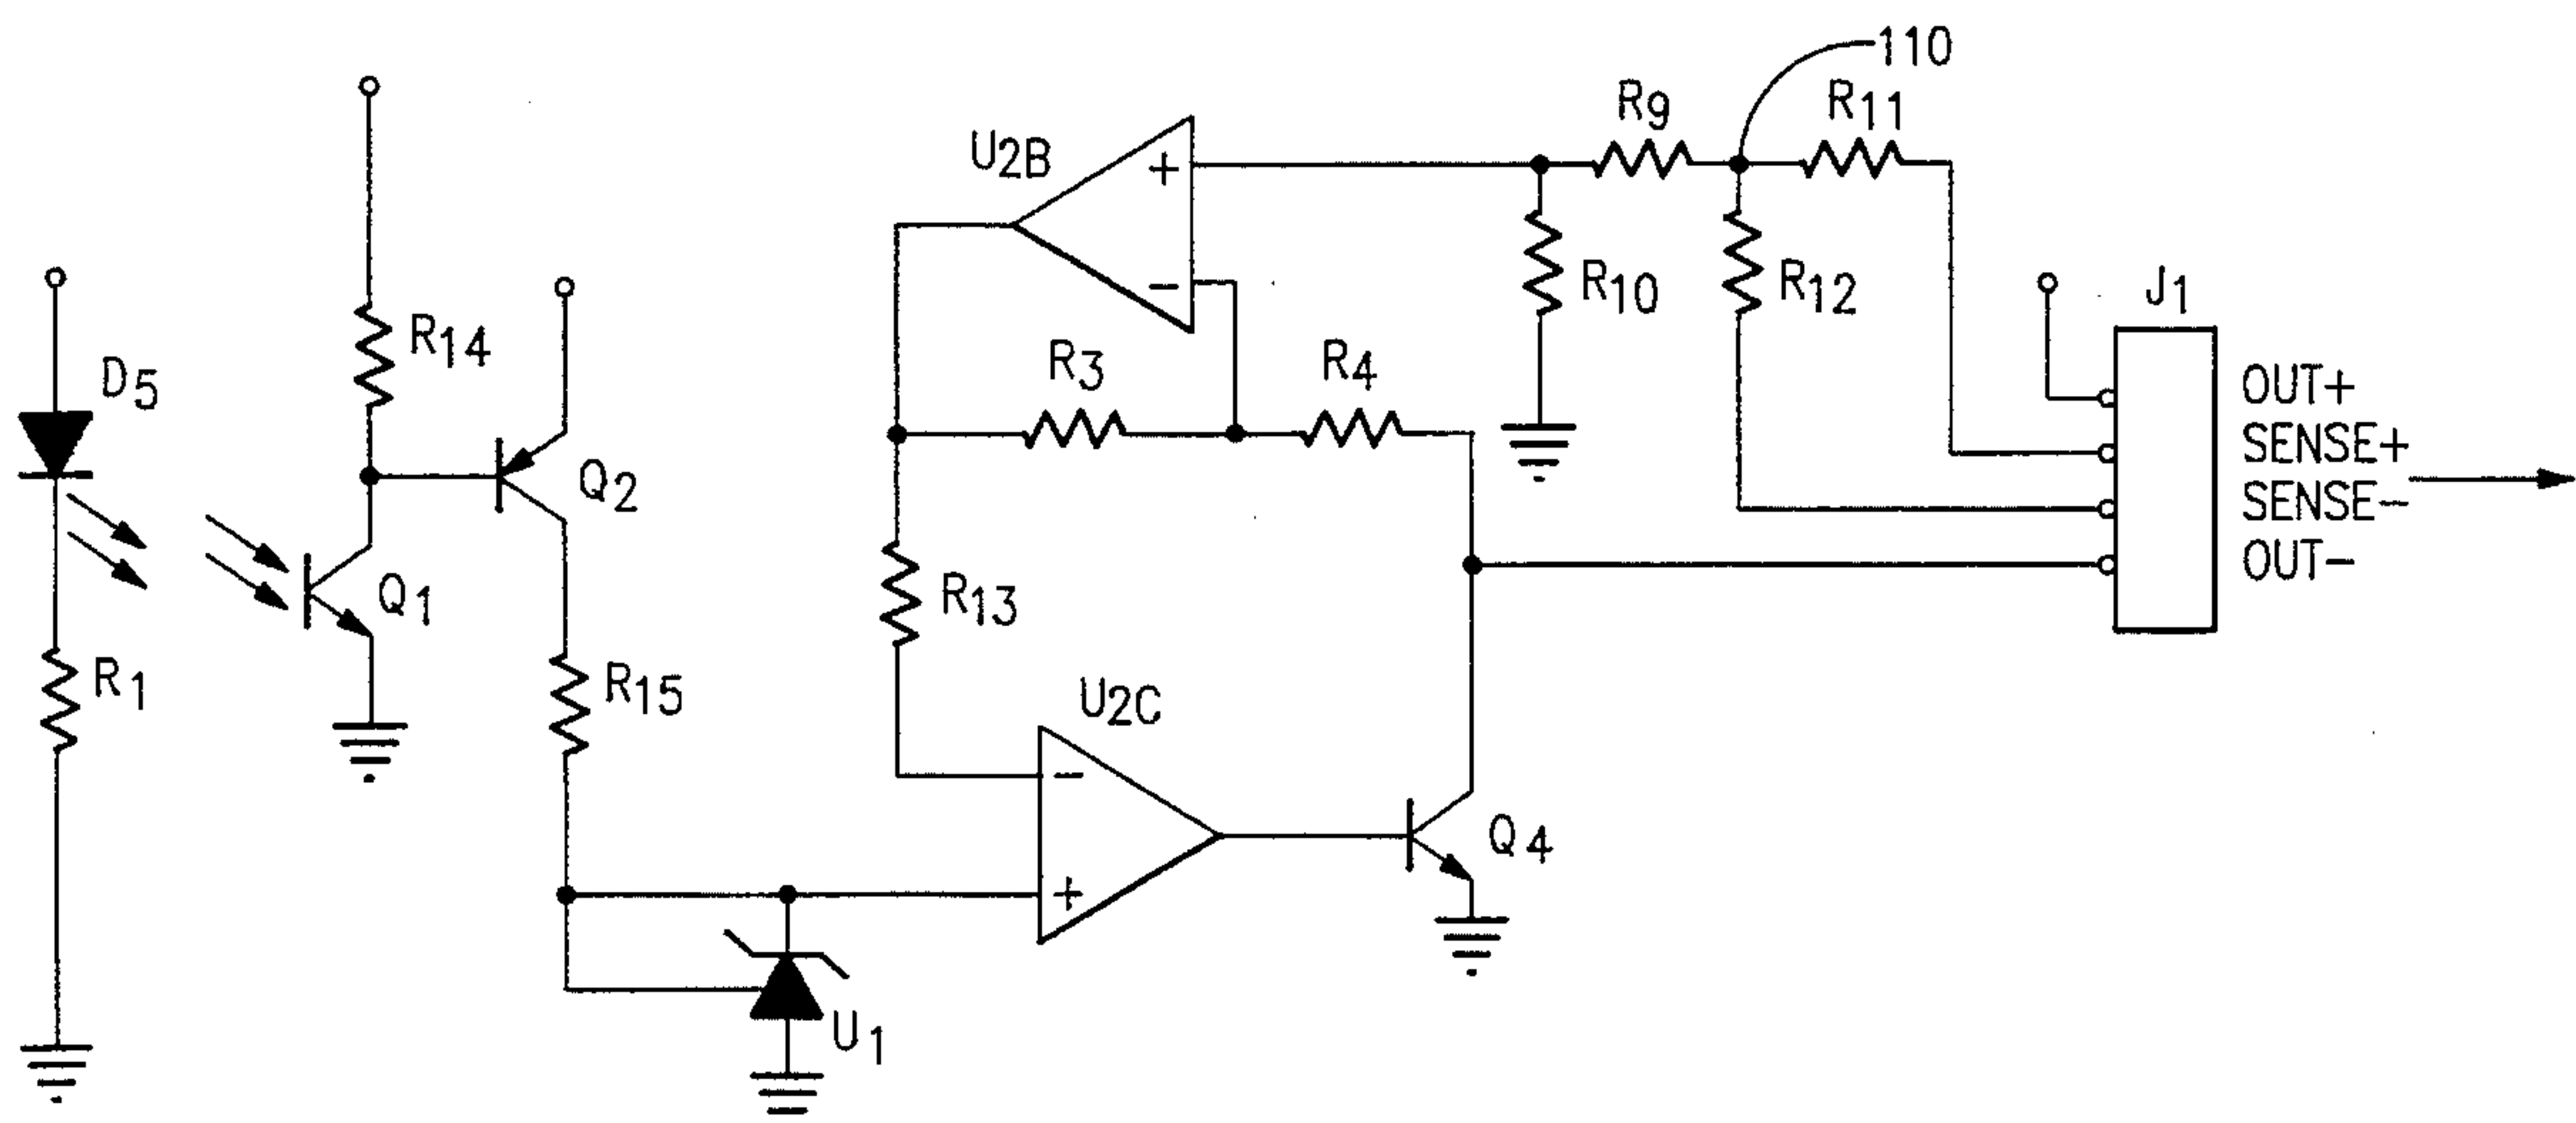 110
R9
R11
U2B
R10
R12
J1
R14
D5
R3
R4
OUT+
SENSE+
SENSE-
OUT-
Q2
Q1
R13
R1
R15
U2C
Q4
U1
+
-
-
+